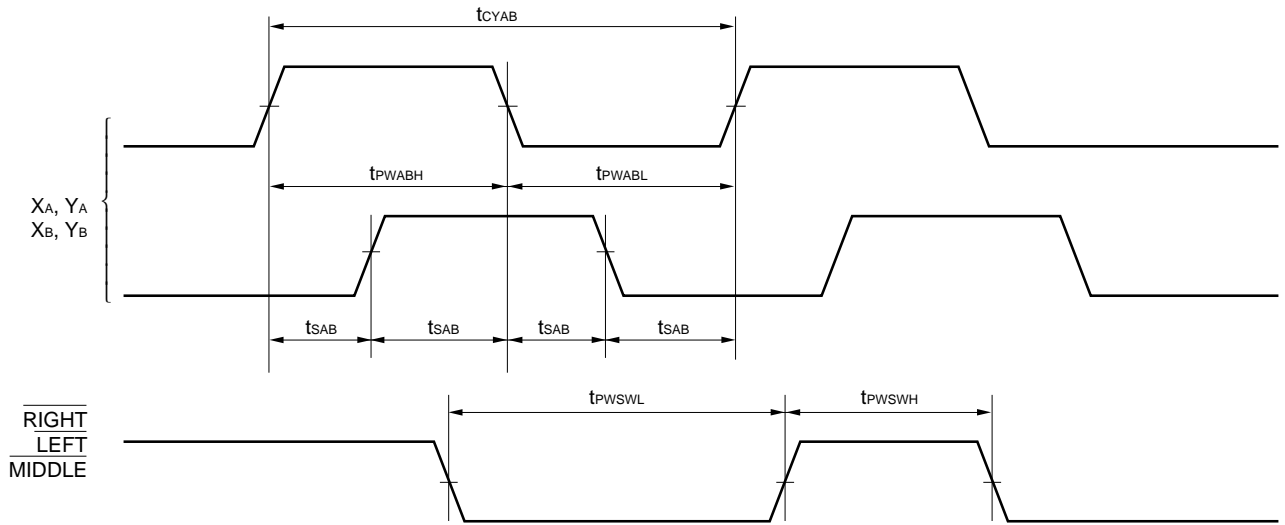 tCYAB
tPWABH tPWABL
XA, YA
XB, YB
tSAB tSAB tSAB tSAB
tPWSWL tPWSWH
RIGHT
LEFT
MIDDLE